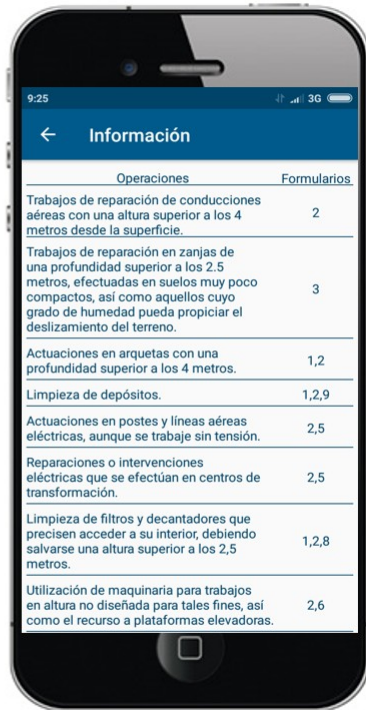 9:25 3G
Información
Operaciones Formularios
Trabajos de reparación de conducciones
aéreas con una altura superior a los 4 2
metros desde la superficie.
Trabajos de reparación en zanjas de
una profundidad superior a los 2.5
metros, efectuadas en suelos muy poco
compactos, así como aquellos cuyo 3
grado de humedad pueda propiciar el
deslizamiento del terreno.
Actuaciones en arquetas con una 1,2
profundidad superior a los 4 metros.
Limpieza de depósitos. 1,2,9
Actuaciones en postes y líneas aéreas 2,5
eléctricas, aunque se trabaje sin tensión.
Reparaciones o intervenciones
eléctricas que se efectúan en centros de 2,5
transformación.
Limpieza de filtros y decantadores que
precisen acceder a su interior, debiendo 1,2,8
salvarse una altura superior a los 2,5
metros.
Utilización de maquinaria para trabajos
en altura no diseñada para tales fines, así 2,6
como el recurso a plataformas elevadoras.